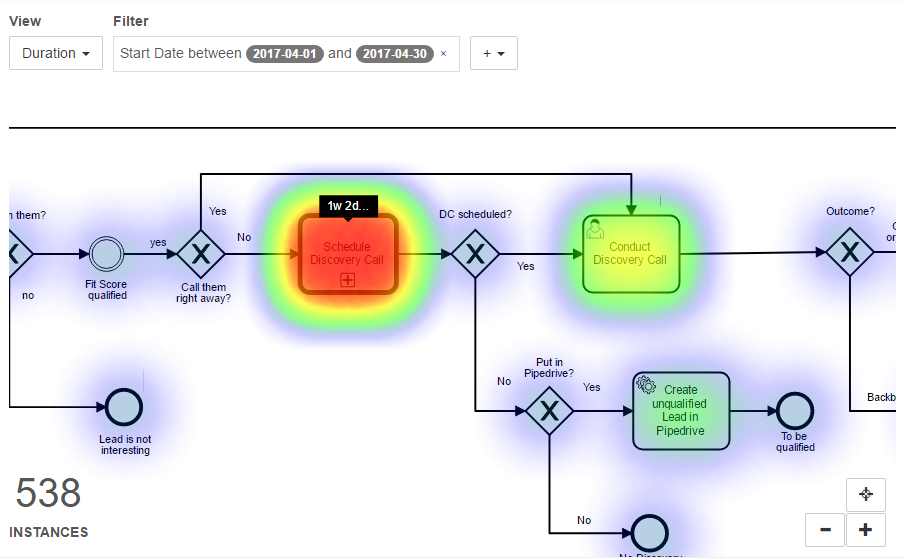 View
Filter
Duration
Start Date between 2017-04-01 and 2017-04-30 ×
+
1w 2d...
n them?
Yes
DC scheduled?
Outcome?
yes
No
Schedule
Discovery Call
Conduct
Discovery Call
Yes
Fit Score
qualified
Call them
right away?
no
Put in
Pipedrive?
No
Yes
Create
unqualified
Lead in
Pipedrive
Backb
Lead is not
interesting
To be
qualified
538
INSTANCES
No
No Discovery